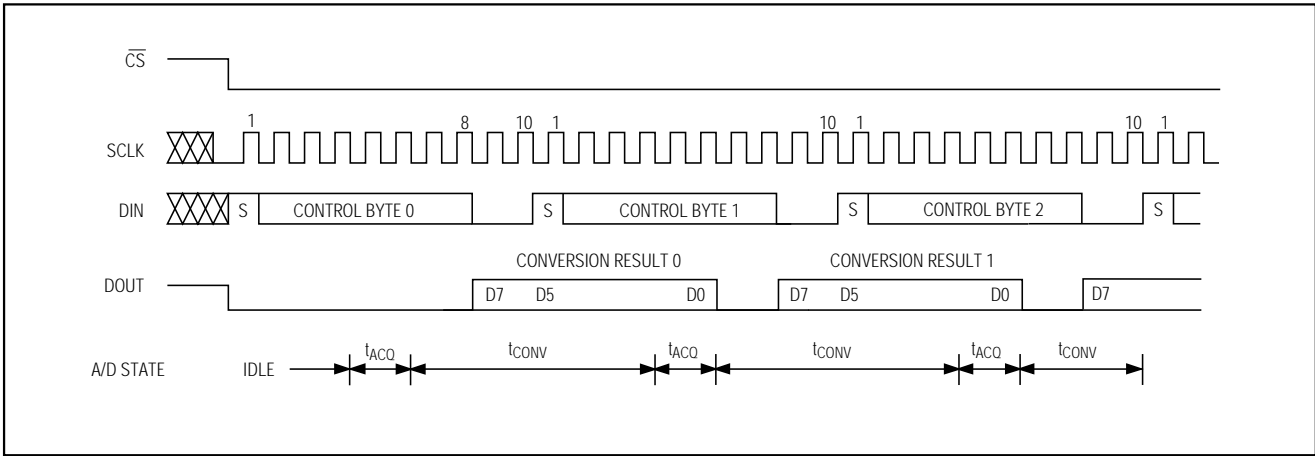 CS
1 8 10 1 10 1 10 1
SCLK
DIN S CONTROL BYTE 0 S CONTROL BYTE 1 S CONTROL BYTE 2 S
CONVERSION RESULT 0 CONVERSION RESULT 1
DOUT D7 D5 D0 D7 D5 D0 D7
tACQ tCONV tACQ tCONV tACQ tCONV
A/D STATE IDLE